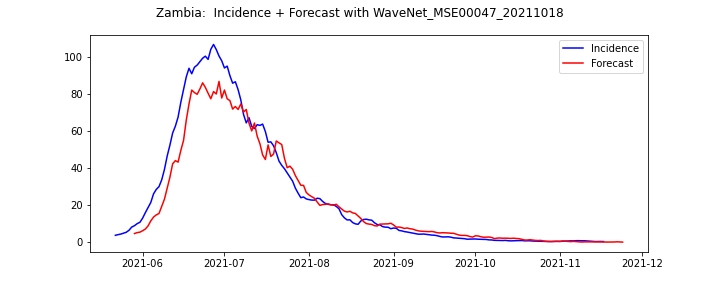 Zambia:  Incidence + Forecast with WaveNet_MSE00047_20211018
Incidence
Forecast
100
80
60
40
20
0
2021-06 2021-07 2021-08 2021-09 2021-10 2021-11 2021-12